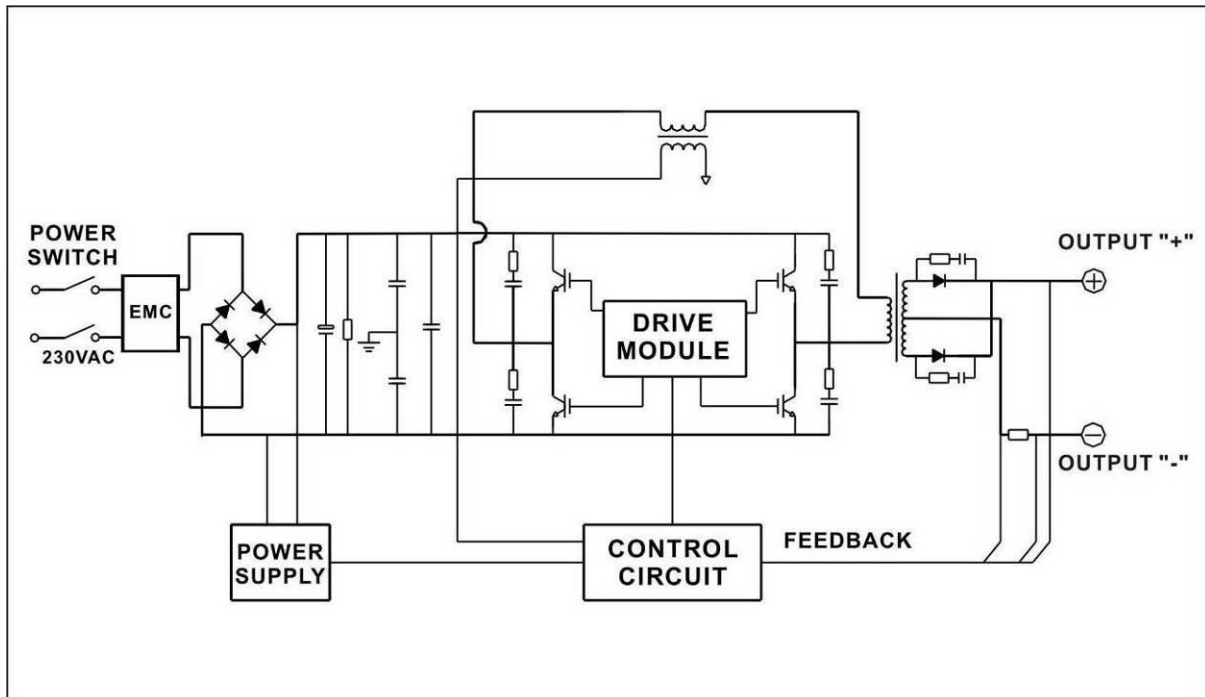 POWER
SWITCH
EMC
230VAC
DRIVE
MODULE
OUTPUT "+"
OUTPUT "-"
POWER
SUPPLY
CONTROL
CIRCUIT
FEEDBACK